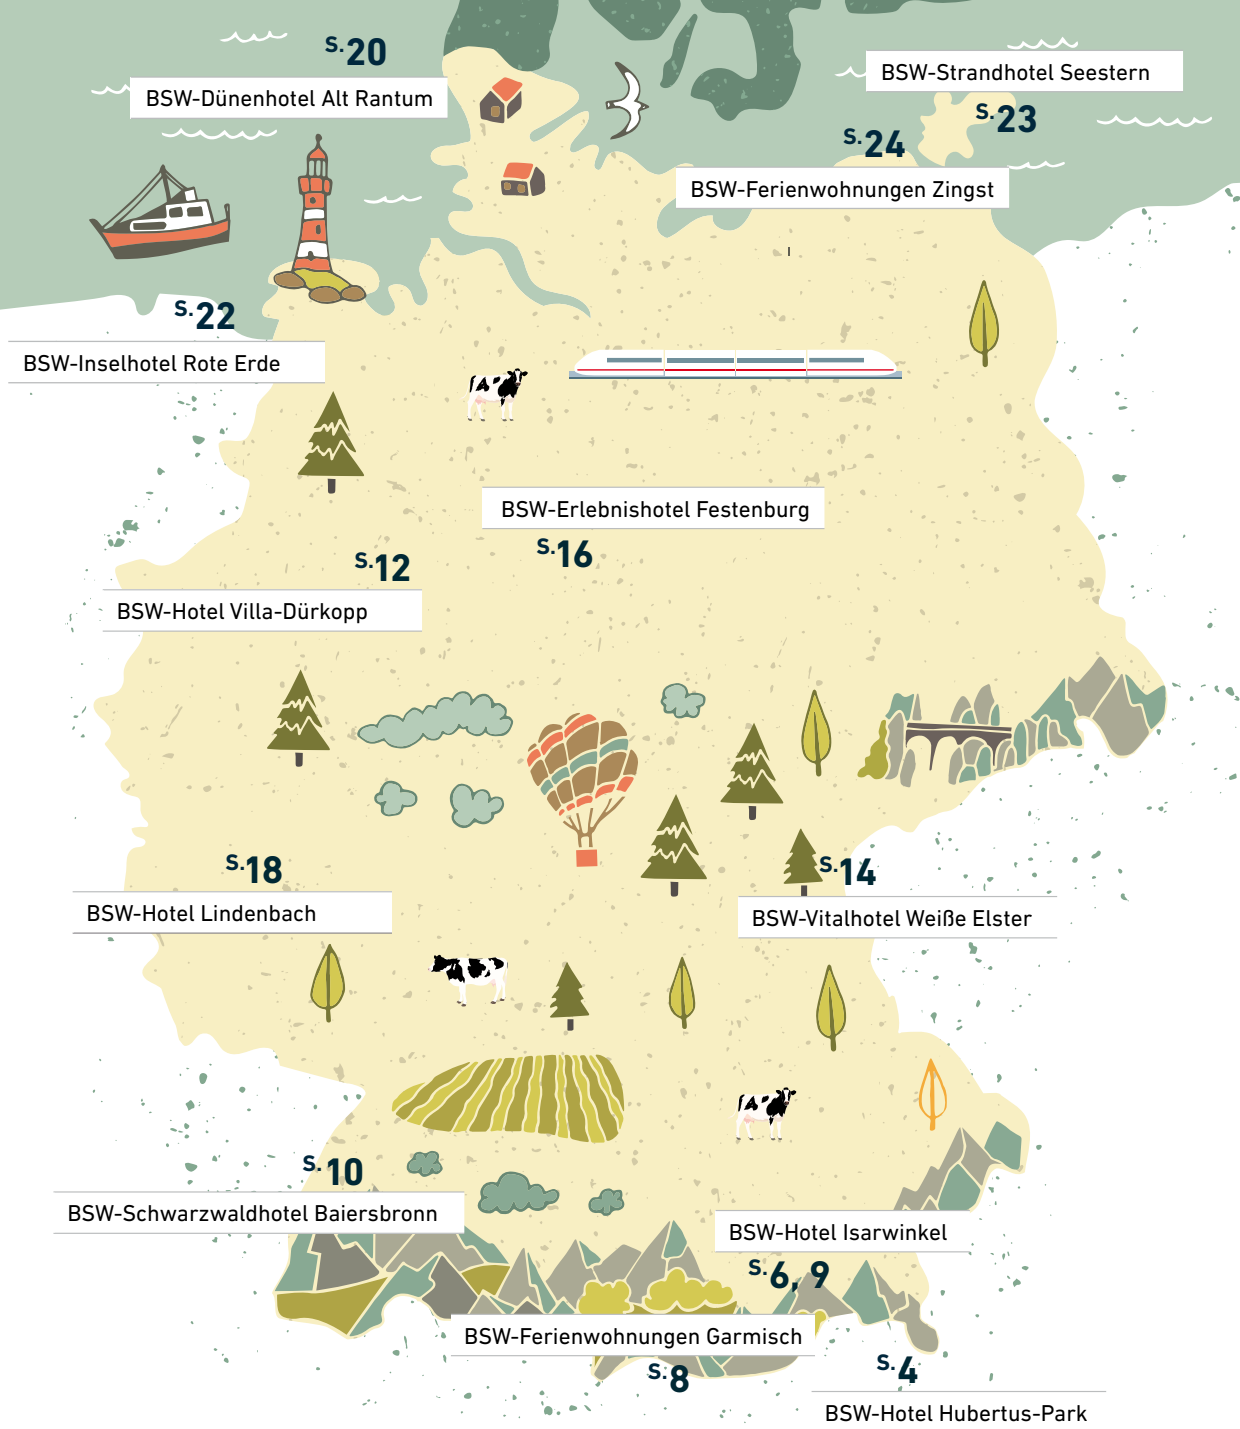 S.20
BSW-Dünenhotel Alt Rantum
BSW-Strandhotel Seestern
S.23
S.24
BSW-Ferienwohnungen Zingst
S.22
BSW-Inselhotel Rote Erde
BSW-Erlebnishotel Festenburg
S.16
S.12
BSW-Hotel Villa-Dürkopp
S.18
BSW-Hotel Lindenbach
S.14
BSW-Vitalhotel Weiße Elster
S.10
BSW-Schwarzwaldhotel Baiersbronn
BSW-Hotel Isarwinkel
S.6, 9
BSW-Ferienwohnungen Garmisch
S.8
S.4
BSW-Hotel Hubertus-Park